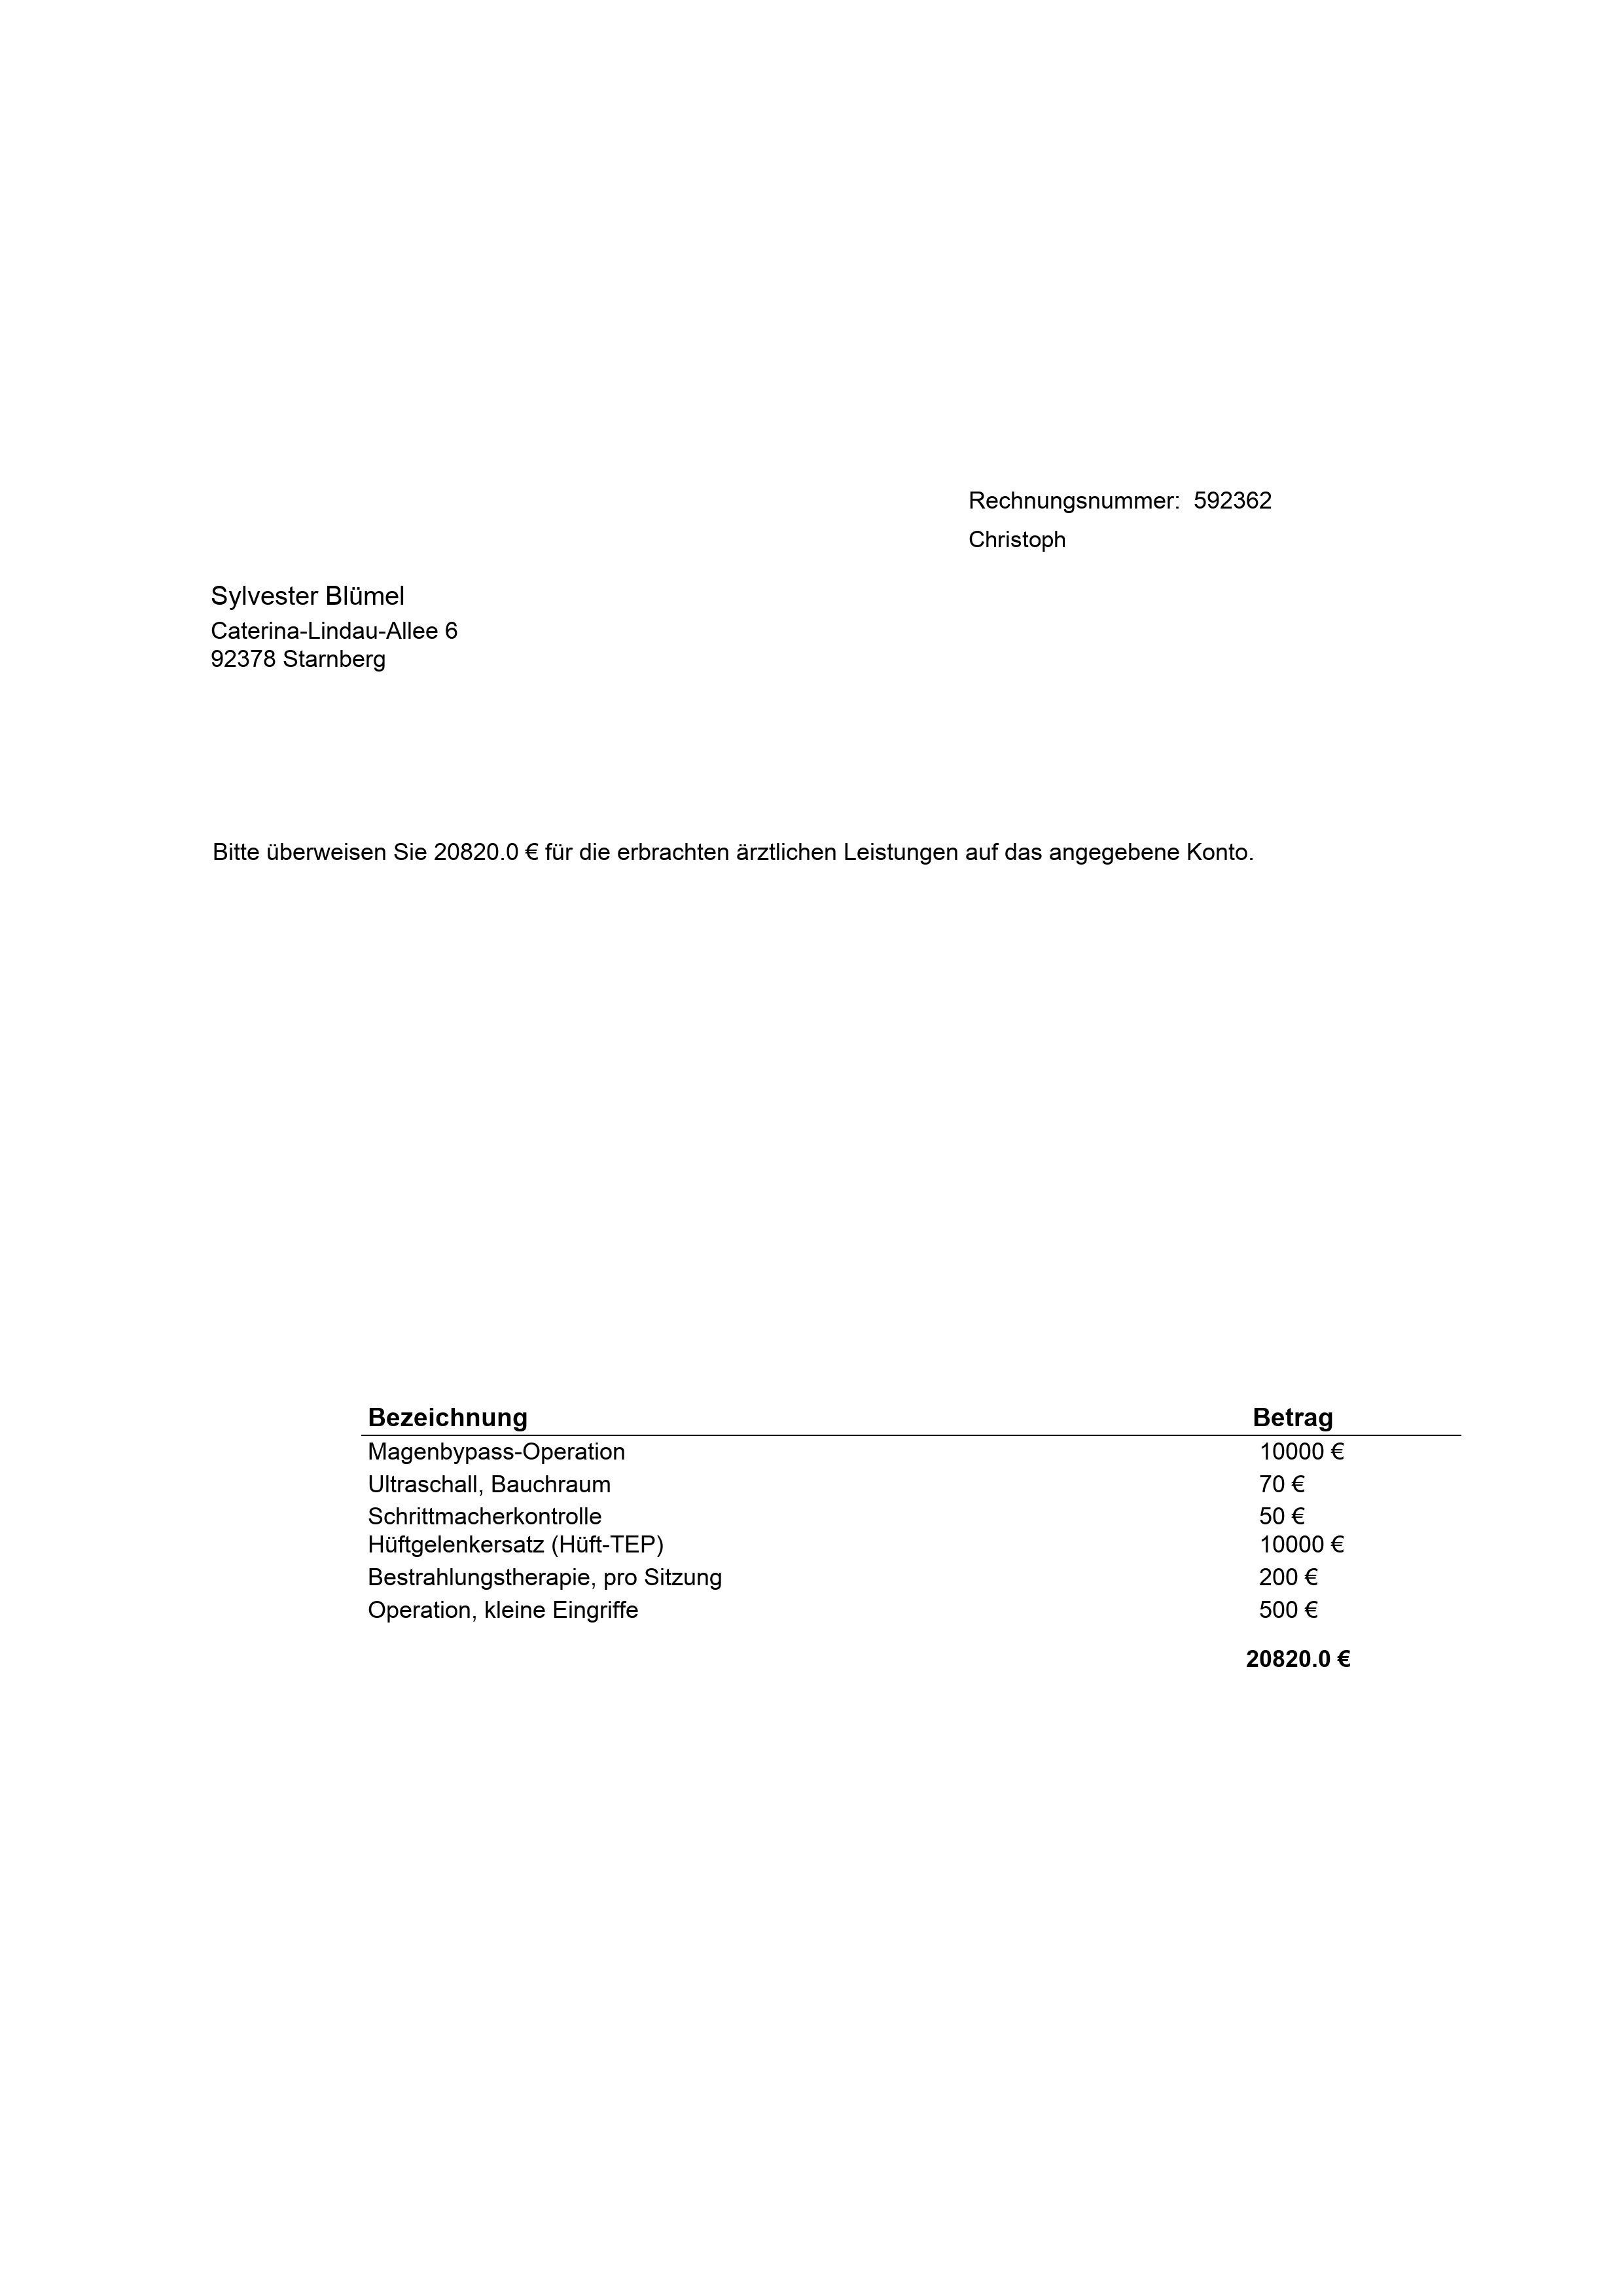 Rechnungsnummer: 592362
Christoph
Sylvester Blümel
Caterina-Lindau-Allee 6
92378 Starnberg
Bitte überweisen Sie 20820.0 € für die erbrachten ärztlichen Leistungen auf das angegebene Konto.
Bezeichnung Betrag
Magenbypass-Operation 10000 €
Ultraschall, Bauchraum 70 €
Schrittmacherkontrolle 50 €
Hüftgelenkersatz (Hüft-TEP) 10000 €
Bestrahlungstherapie, pro Sitzung 200 €
Operation, kleine Eingriffe 500 €
20820.0 €